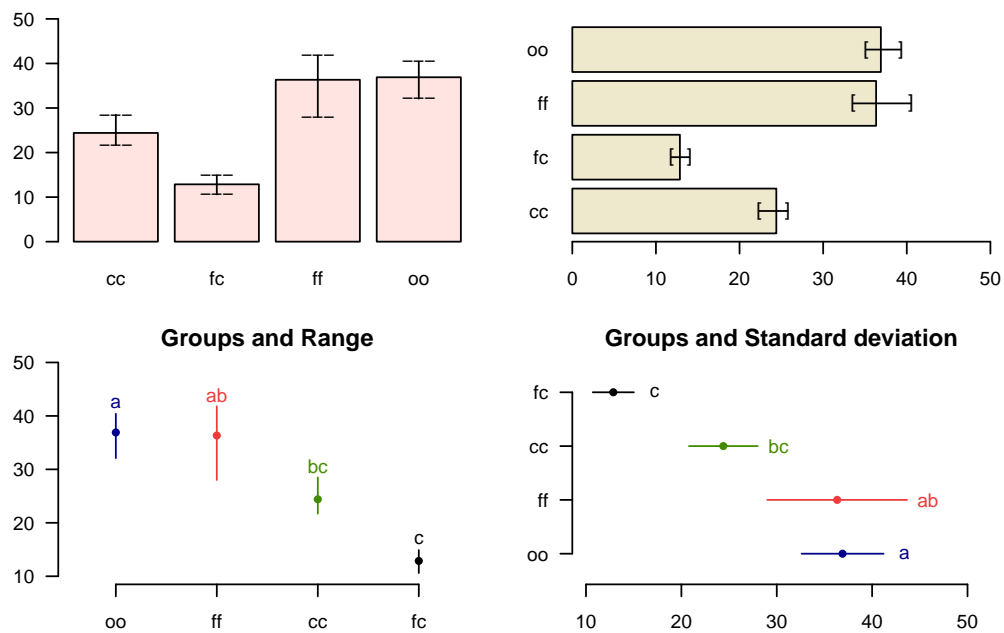 50
40
30
20
10
0
cc fc ff oo
oo
ff
fc
cc
0 10 20 30 40 50
Groups and Range
50
40
30
20
10
a
ab
bc
c
oo ff cc fc
Groups and Standard deviation
fc
cc
ff
oo
c
bc
ab
a
10 20 30 40 50